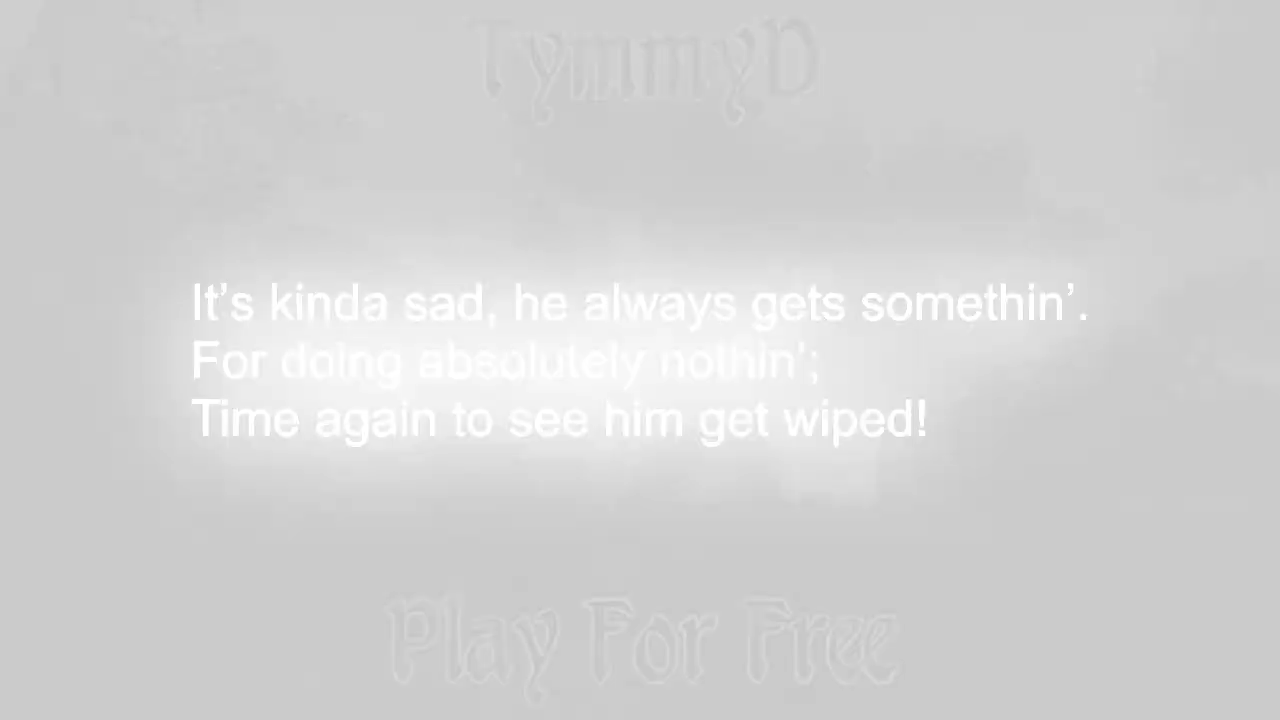 TymmyD
It’s kinda sad, he always gets somethin’.
For doing absolutely nothin’;
Time again to see him get wiped!
Play For Free